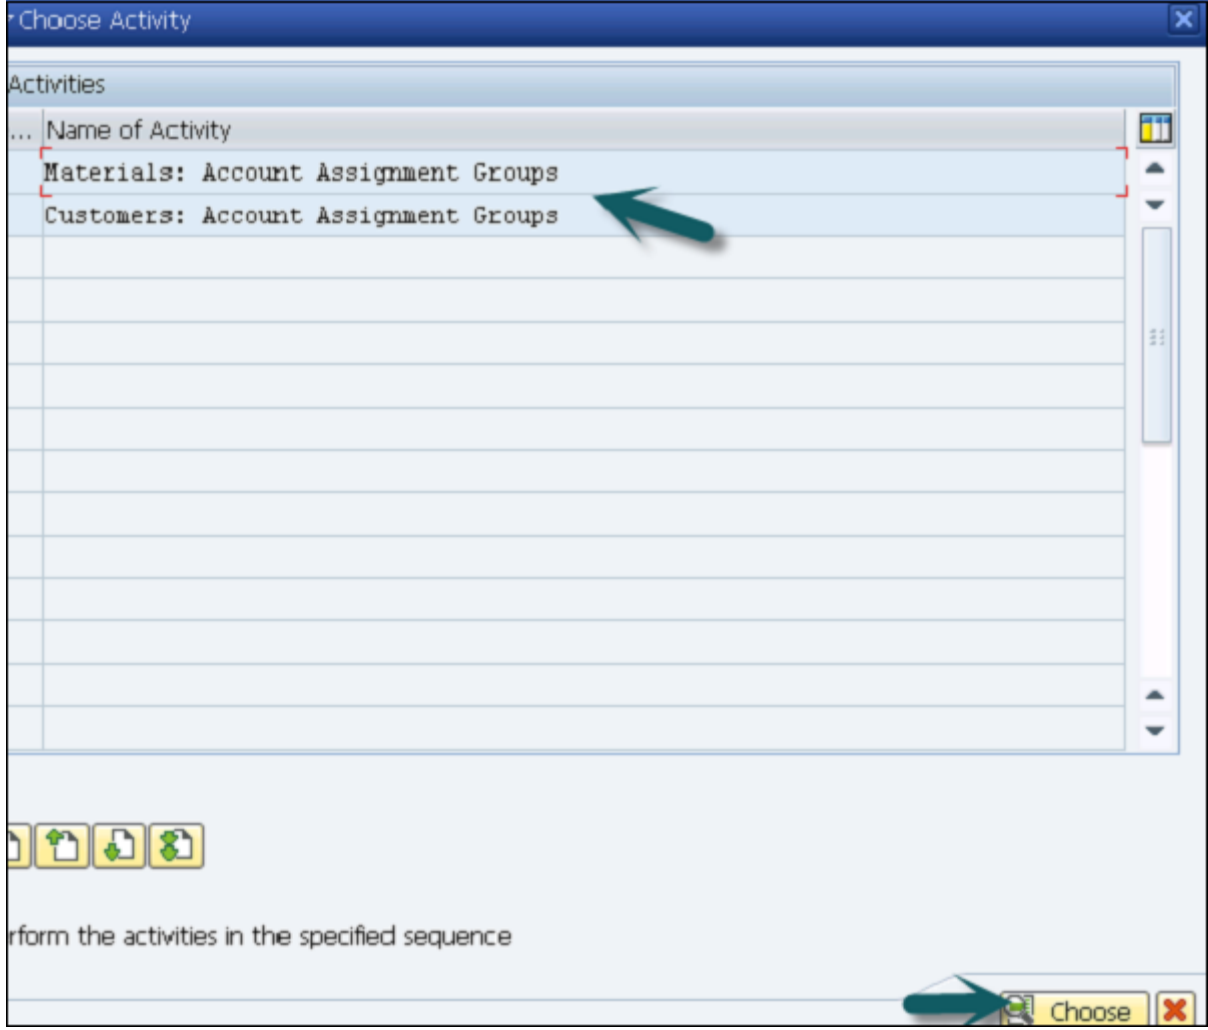 Choose Activity
Activities
... Name of Activity
Materials: Account Assignment Groups
Customers: Account Assignment Groups
rform the activities in the specified sequence
Choose